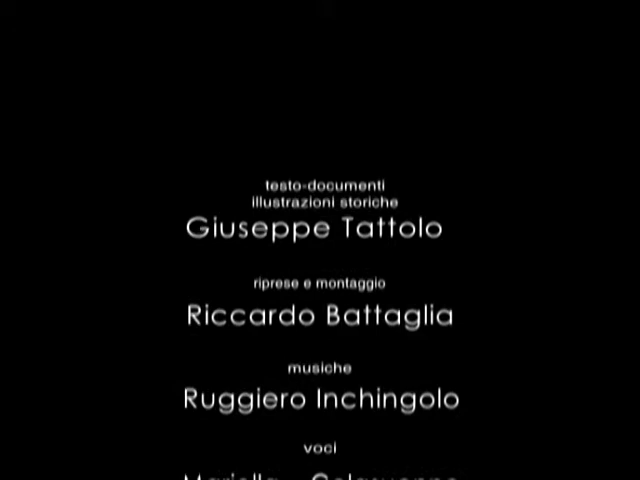 testo-documenti
illustrazioni storiche
Giuseppe Tattolo
riprese e montaggio
Riccardo Battaglia
musiche
Ruggiero Inchingolo
voci